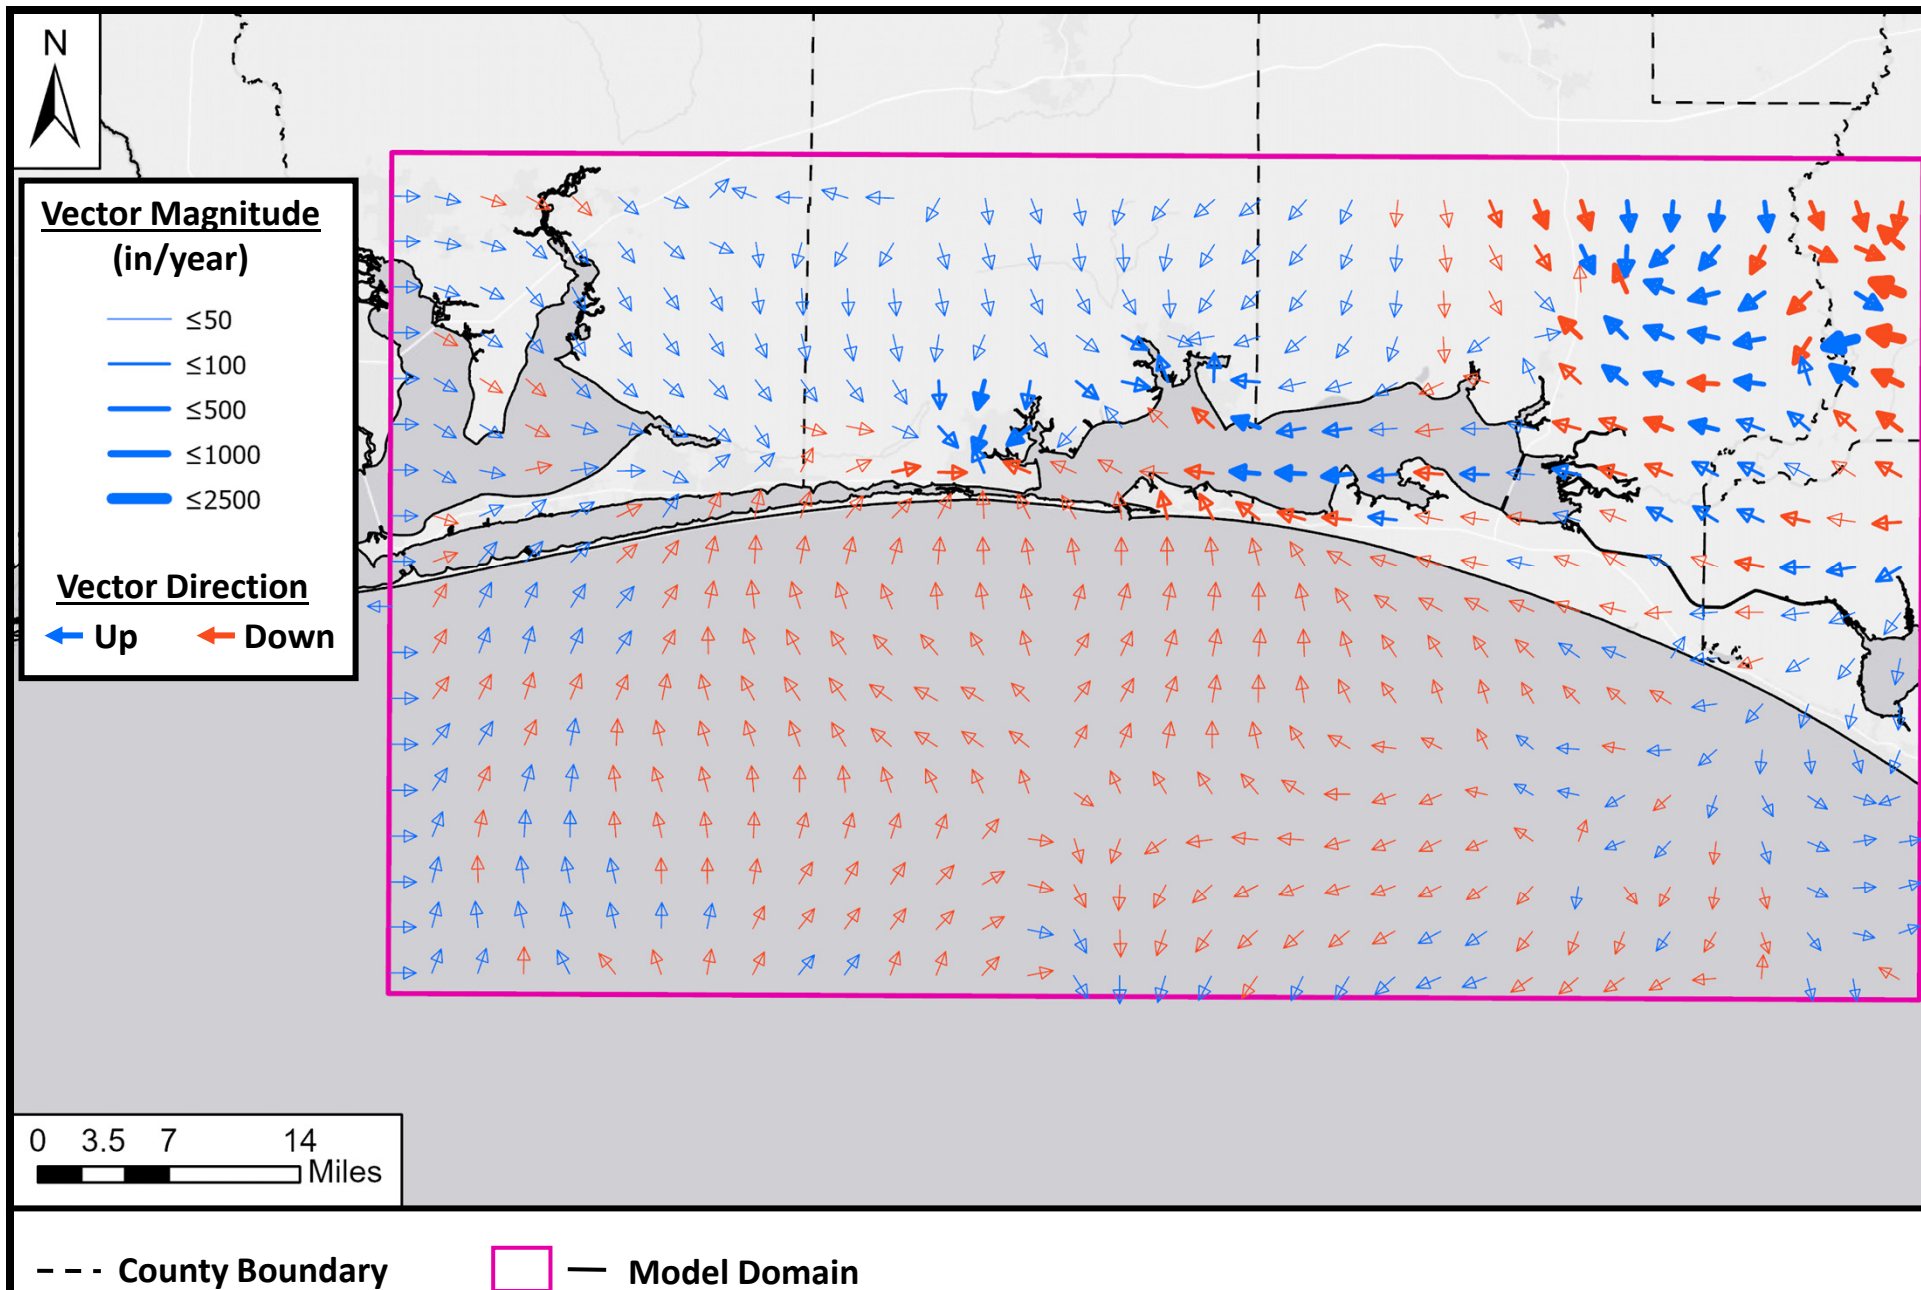 N
Vector Magnitude
(in/year)
≤50
≤100
≤500
≤1000
≤2500
Vector Direction
Up Down
0 3.5 7 14
Miles
County Boundary Model Domain